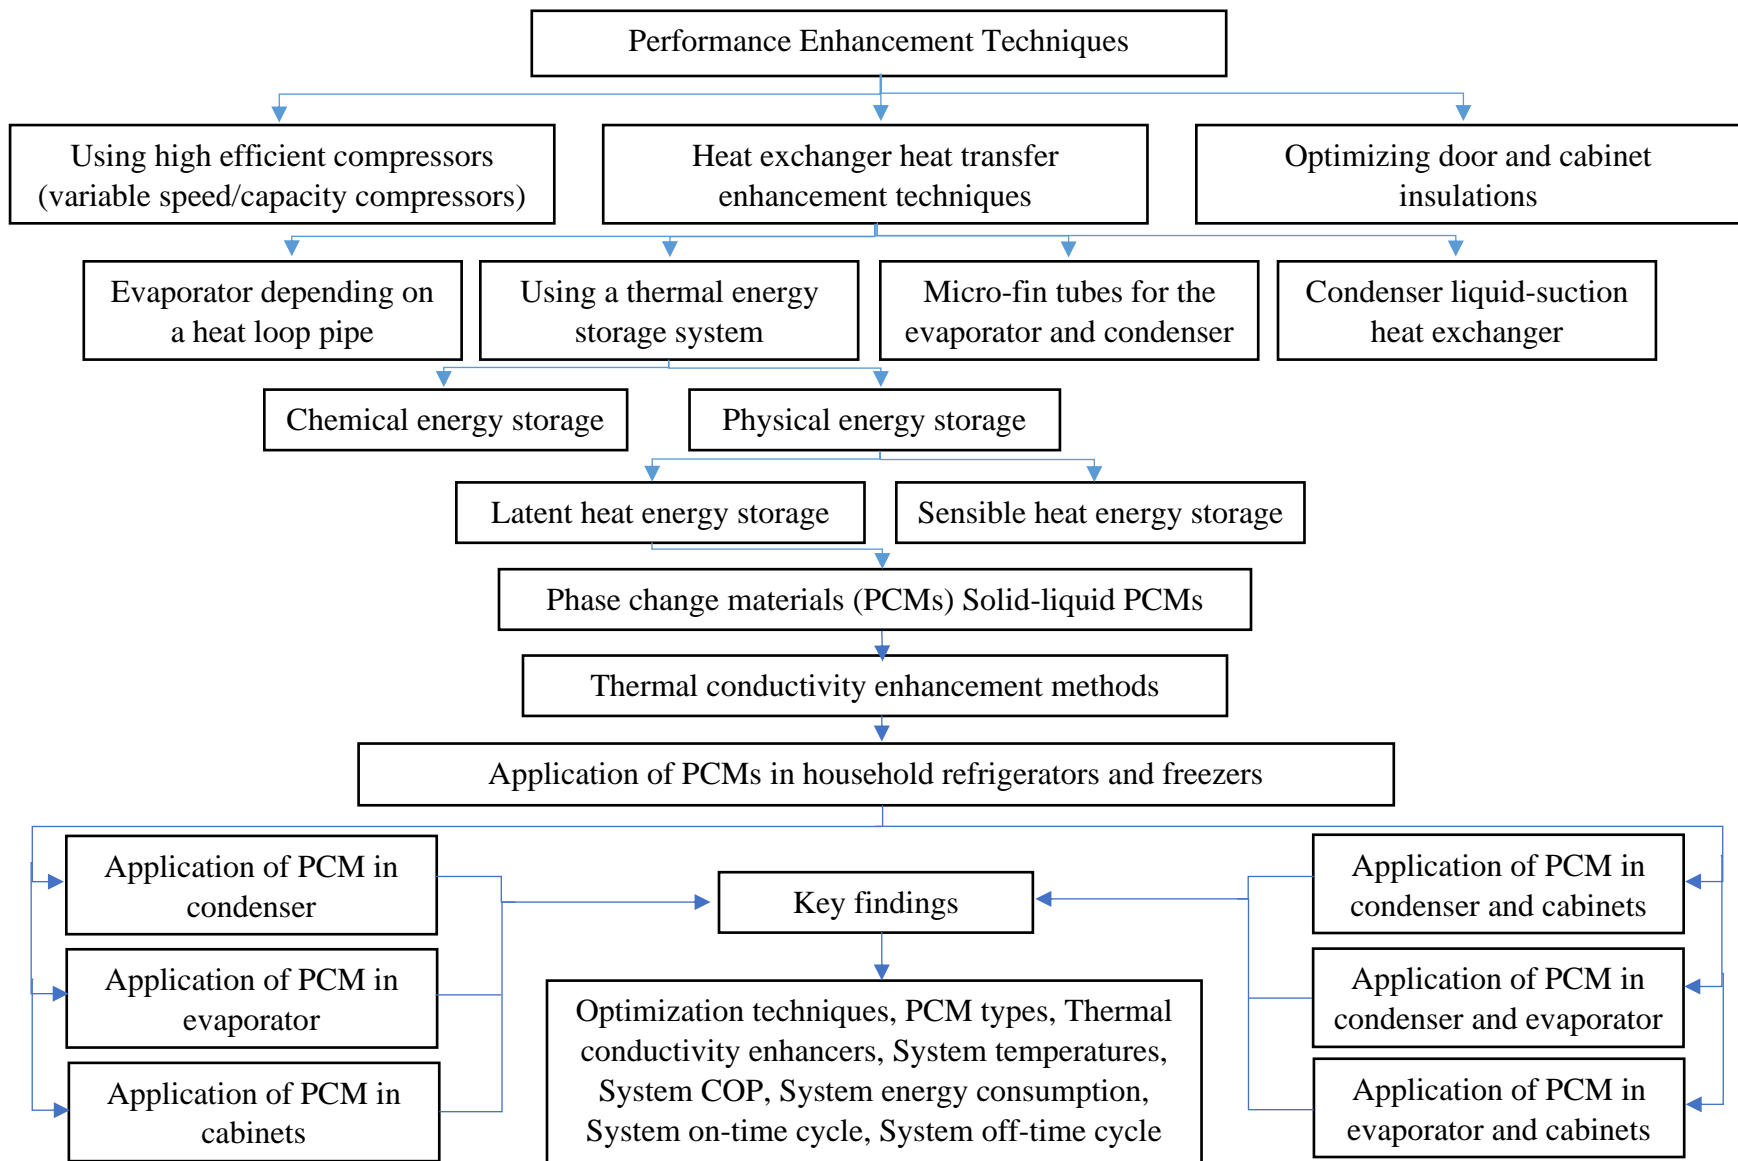 Performance Enhancement Techniques
Using high efficient compressors
(variable speed/capacity compressors)
Heat exchanger heat transfer
enhancement techniques
Optimizing door and cabinet
insulations
Evaporator depending on
a heat loop pipe
Using a thermal energy
storage system
Micro-fin tubes for the
evaporator and condenser
Condenser liquid-suction
heat exchanger
Chemical energy storage
Physical energy storage
Latent heat energy storage
Sensible heat energy storage
Phase change materials (PCMs) Solid-liquid PCMs
Thermal conductivity enhancement methods
Application of PCMs in household refrigerators and freezers
Application of PCM in
condenser
Application of PCM in
evaporator
Application of PCM in
cabinets
Key findings
Optimization techniques, PCM types, Thermal
conductivity enhancers, System temperatures,
System COP, System energy consumption,
System on-time cycle, System off-time cycle
Application of PCM in
condenser and cabinets
Application of PCM in
condenser and evaporator
Application of PCM in
evaporator and cabinets